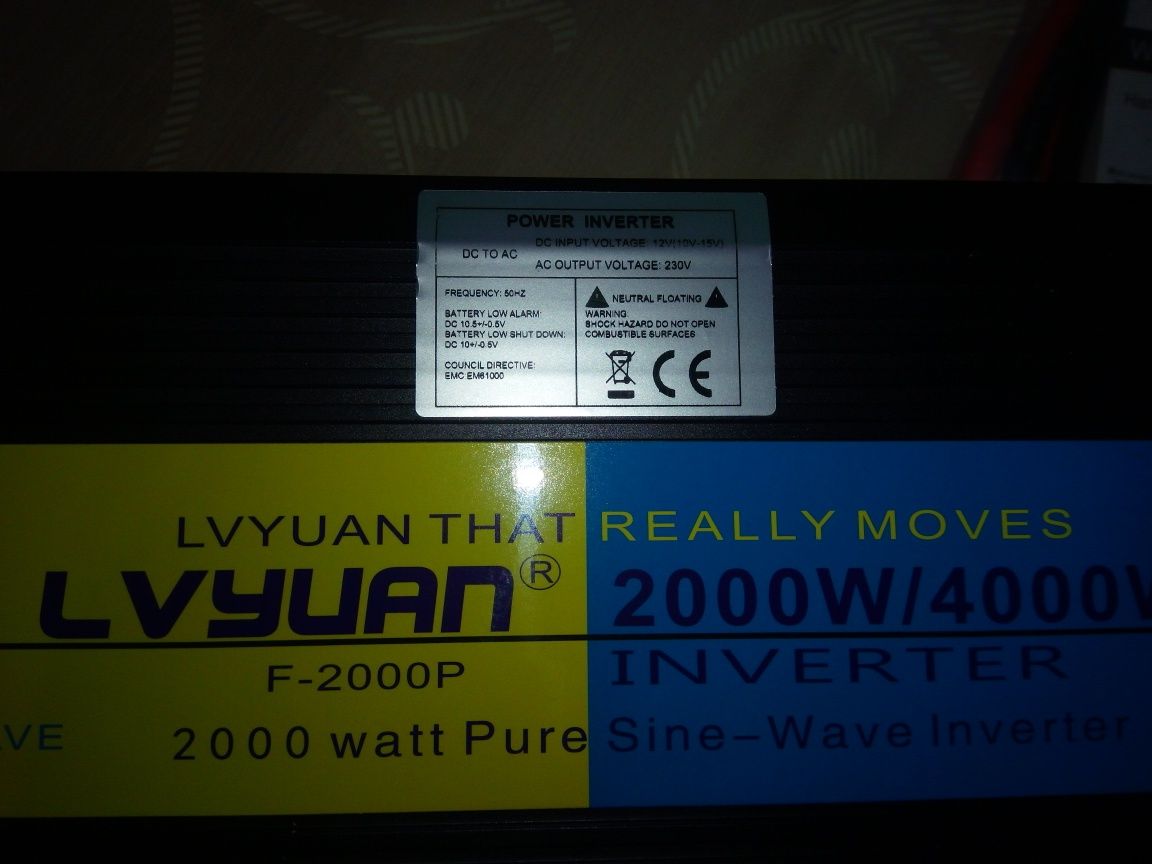 POWER INVERTER
DC TO AC
DC INPUT VOLTAGE: 12V(10V-15V)
AC OUTPUT VOLTAGE: 230V
FREQUENCY: 50HZ
BATTERY LOW ALARM:
DC 10.5+/-0.5V
BATTERY LOW SHUT DOWN:
DC 10+/-0.5V
COUNCIL DIRECTIVE:
EMC EM61000
NEUTRAL FLOATING
WARNING:
SHOCK HAZARD DO NOT OPEN
COMBUSTIBLE SURFACES
CE
LVYUAN THAT REALLY MOVES
LVYUAN®
2000W/4000W
F-2000P
INVERTER
VE
2000 watt Pure Sine-Wave Inverter